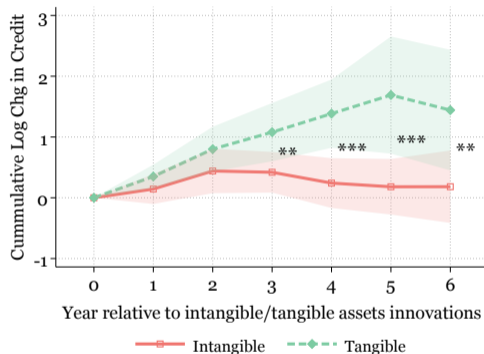 Cummulative Log Chg in Credit
3
2
1
0
-1
**
***
***
**
0 1 2 3 4 5 6
Year relative to intangible/tangible assets innovations
Intangible Tangible